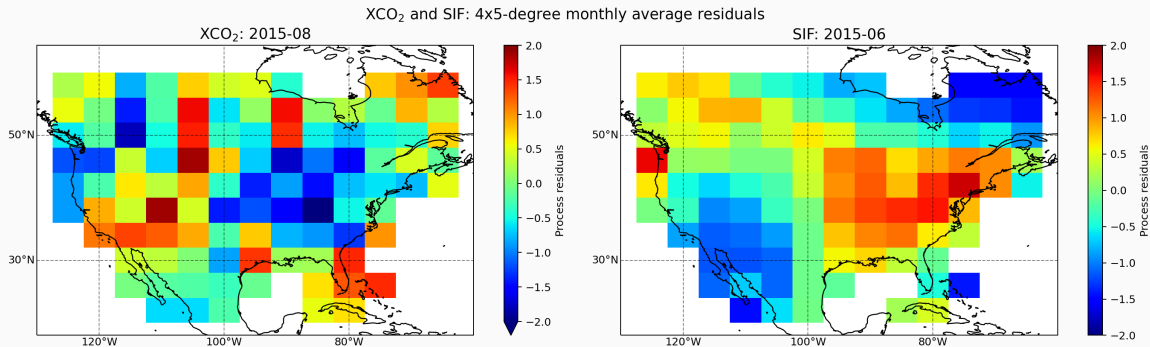 XCO₂ and SIF: 4x5-degree monthly average residuals
XCO₂: 2015-08
SIF: 2015-06
50°N
30°N
120°W
100°W
80°W
2.0
1.5
1.0
0.5
0.0
−0.5
−1.0
−1.5
−2.0
Process residuals
50°N
30°N
120°W
100°W
80°W
2.0
1.5
1.0
0.5
0.0
−0.5
−1.0
−1.5
−2.0
Process residuals